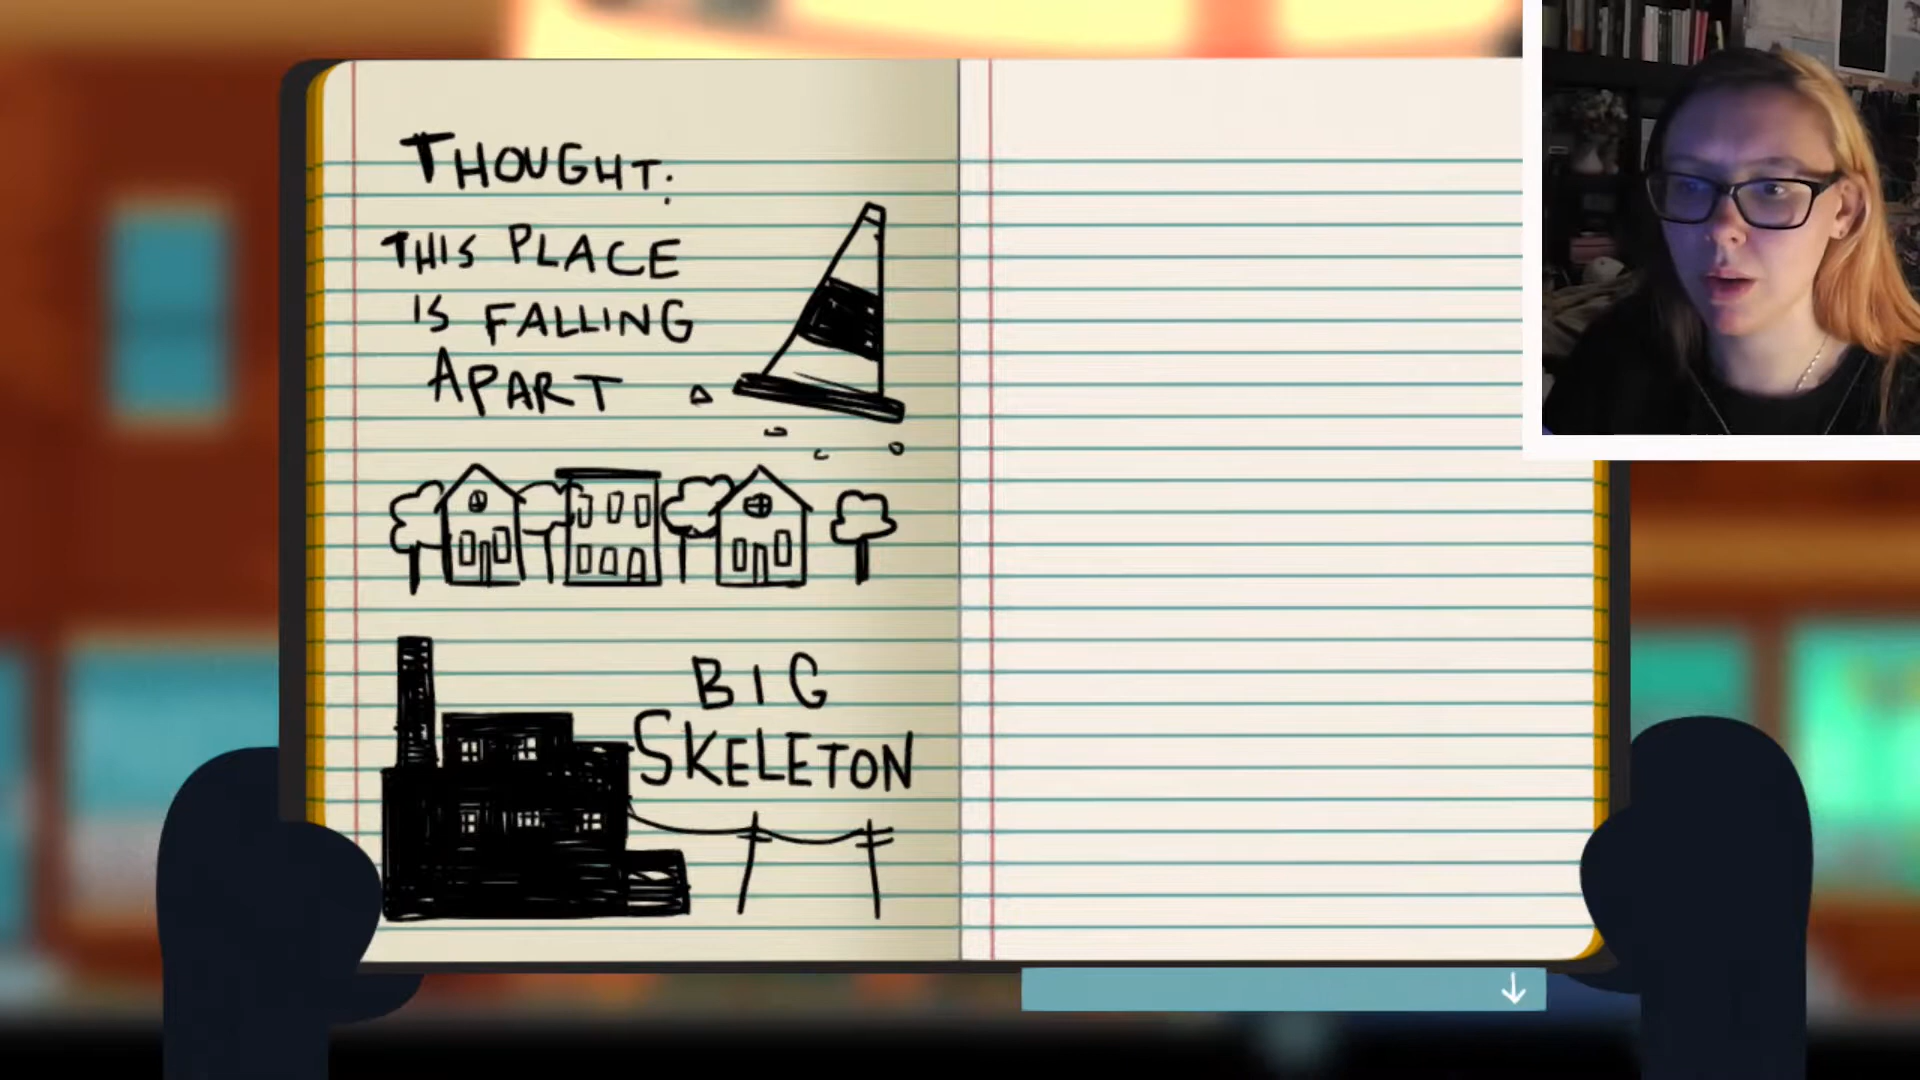 THOUGHT:
THIS PLACE
IS FALLING
APART
BIG
SKELETON